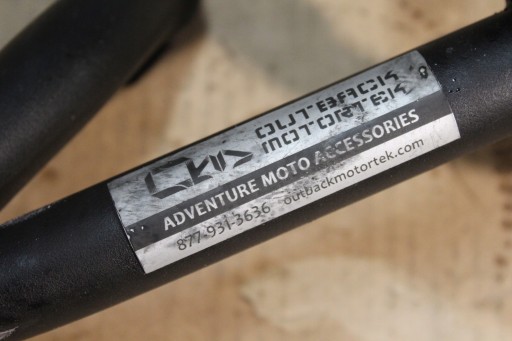 OUTBACK
MOTORTEK
ADVENTURE MOTO ACCESSORIES
877-931-3636 outbackmotortek.com